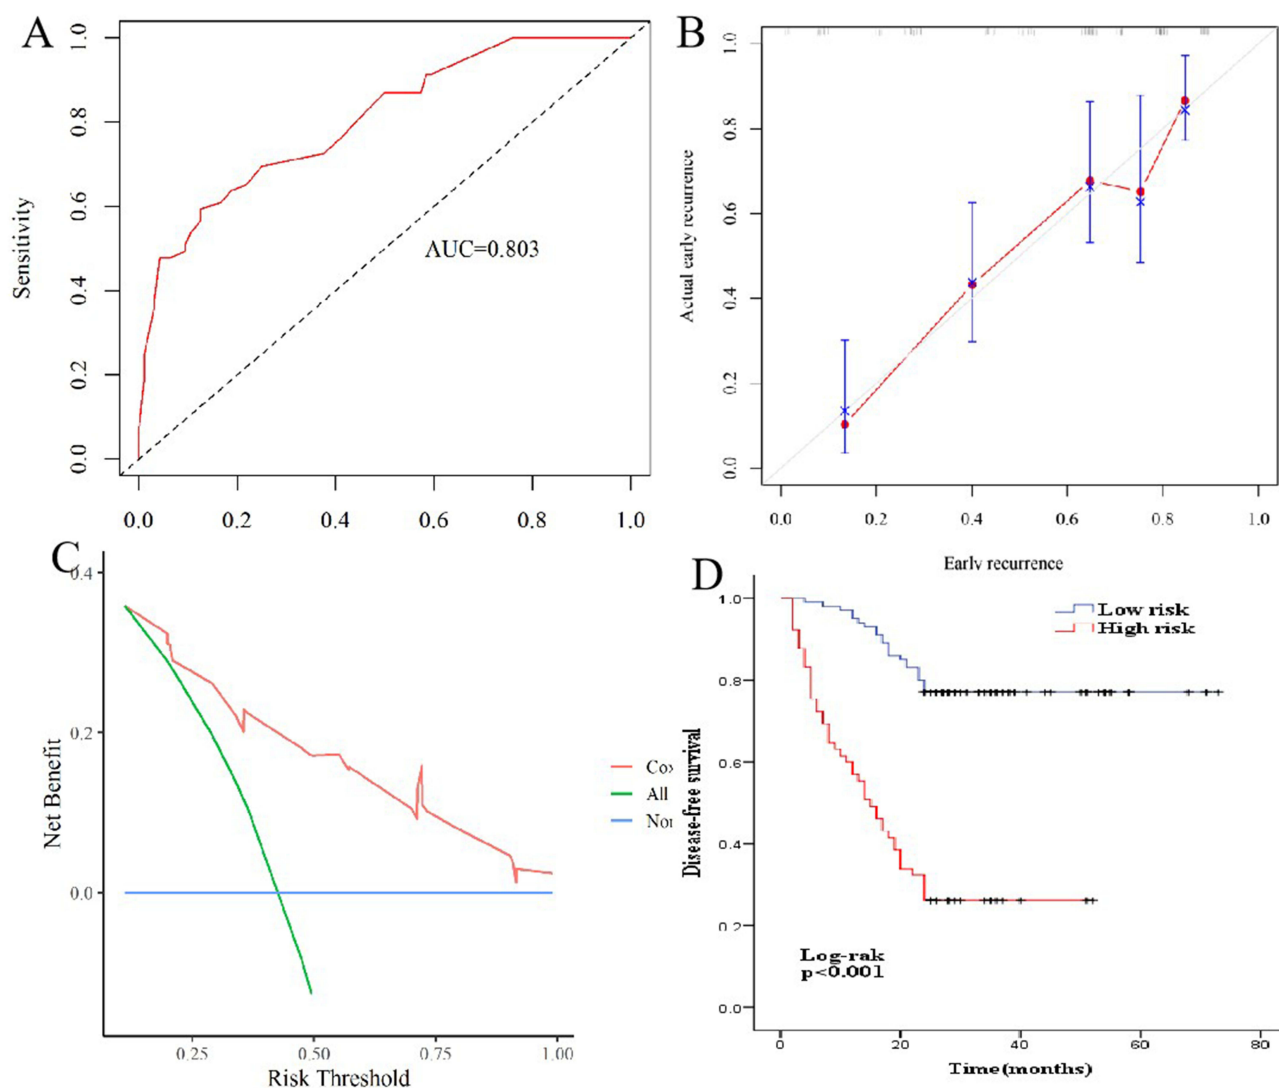 A
1.0
0.8
0.6
0.4
0.2
0.0
Sensitivity
AUC=0.803
0.0 0.2 0.4 0.6 0.8 1.0
B
1.0
0.8
0.6
0.4
0.2
0.0
Actual early recurrence
0.0 0.2 0.4 0.6 0.8 1.0
Early recurrence
C
0.4
0.2
0.0
Net Benefit
All
0.25 0.50 0.75 1.00
Risk Threshold
D
1.0
0.8
0.6
0.4
0.2
0.0
Disease-free survival
Low risk
High risk
Log-rak
p<0.001
0 20 40 60 80
Time(months)